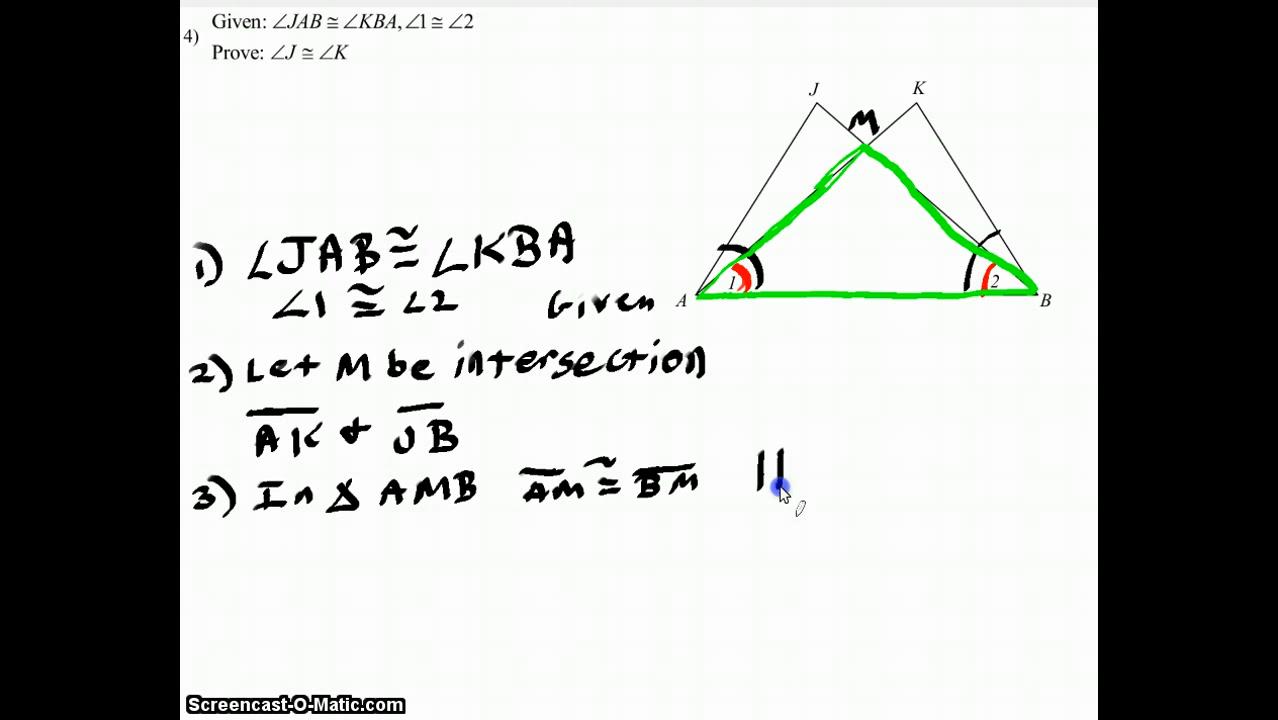 Given: ∠JAB ≅ ∠KBA, ∠1 ≅ ∠2
4)
Prove: ∠J ≅ ∠K
J
K
M
1) ∠JAB ≅ ∠KBA
∠1 ≅ ∠2 Given
1
2
A
B
2) Let M be intersection
AK & JB
3) In △ AMB AM ≅ BM
Screencast-O-Matic.com